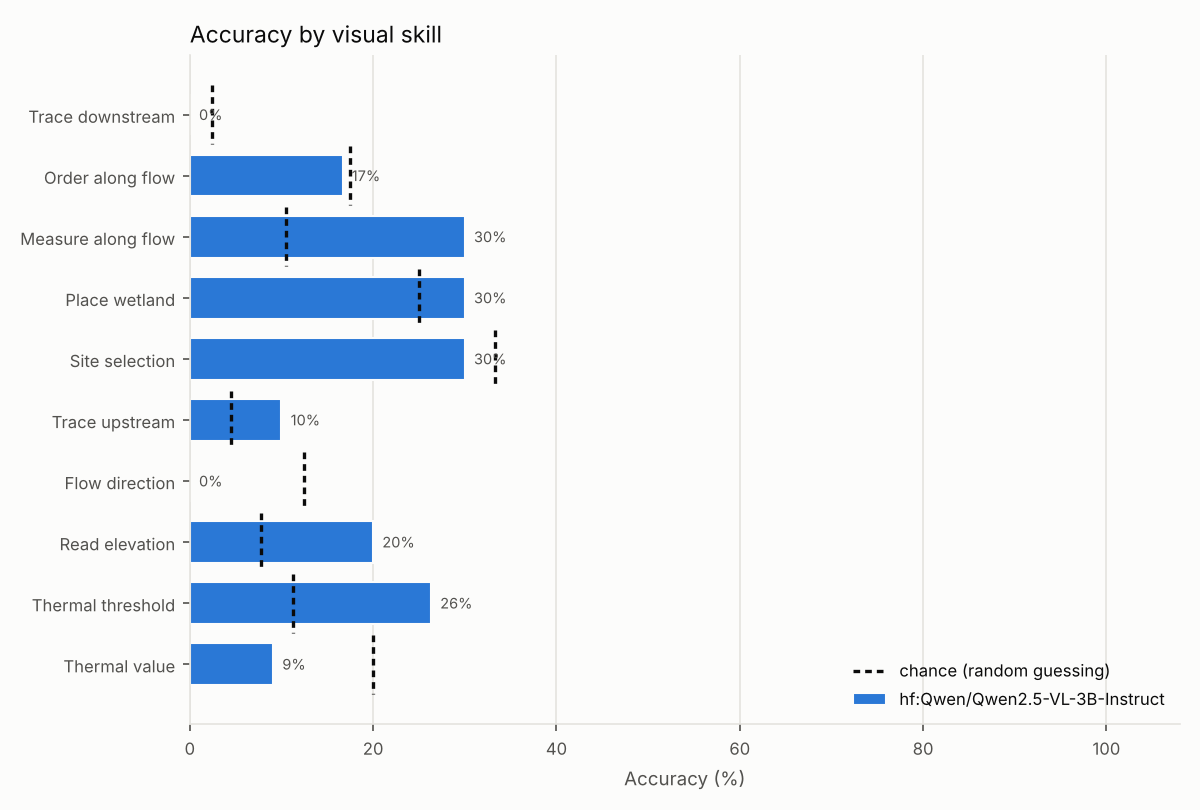 Accuracy by visual skill
Trace downstream 0%
Order along flow 17%
Measure along flow 30%
Place wetland 30%
Site selection 30%
Trace upstream 10%
Flow direction 0%
Read elevation 20%
Thermal threshold 26%
Thermal value 9%
chance (random guessing)
hf:Qwen/Qwen2.5-VL-3B-Instruct
0 20 40 60 80 100
Accuracy (%)